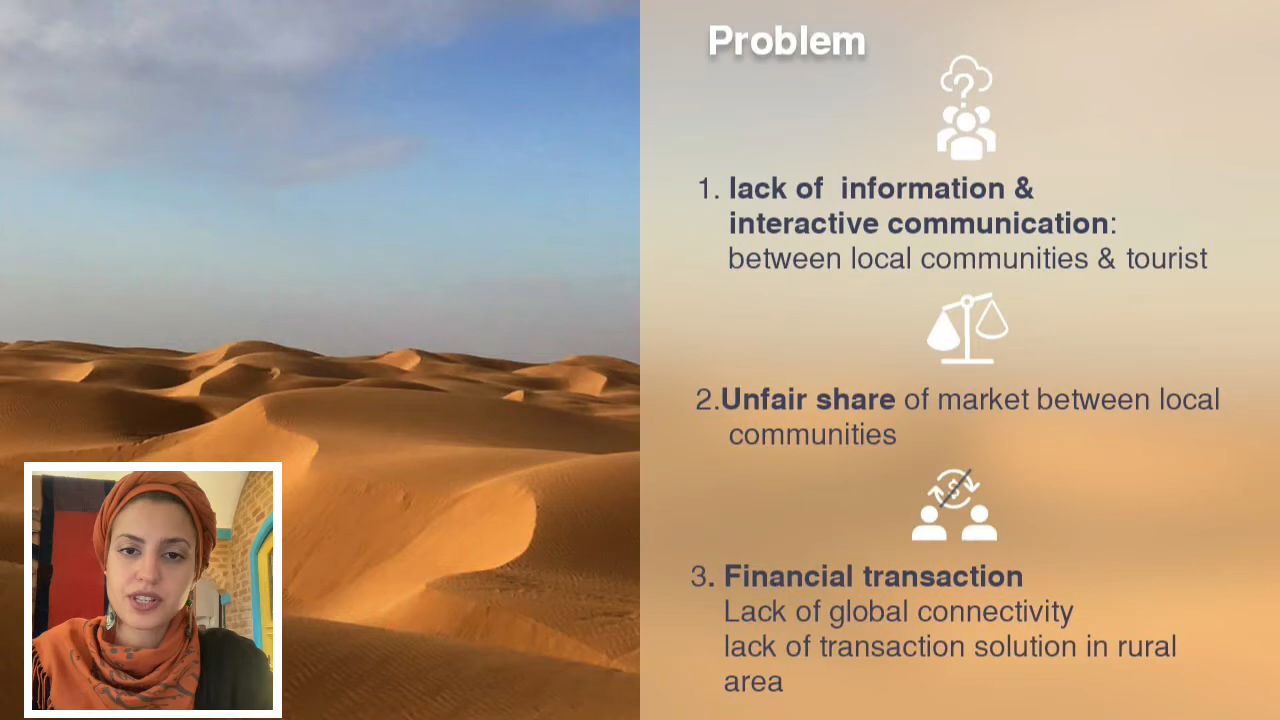 Problem
1. lack of  information &
interactive communication:
between local communities & tourist
2.Unfair share of market between local
communities
3. Financial transaction
Lack of global connectivity
lack of transaction solution in rural
area